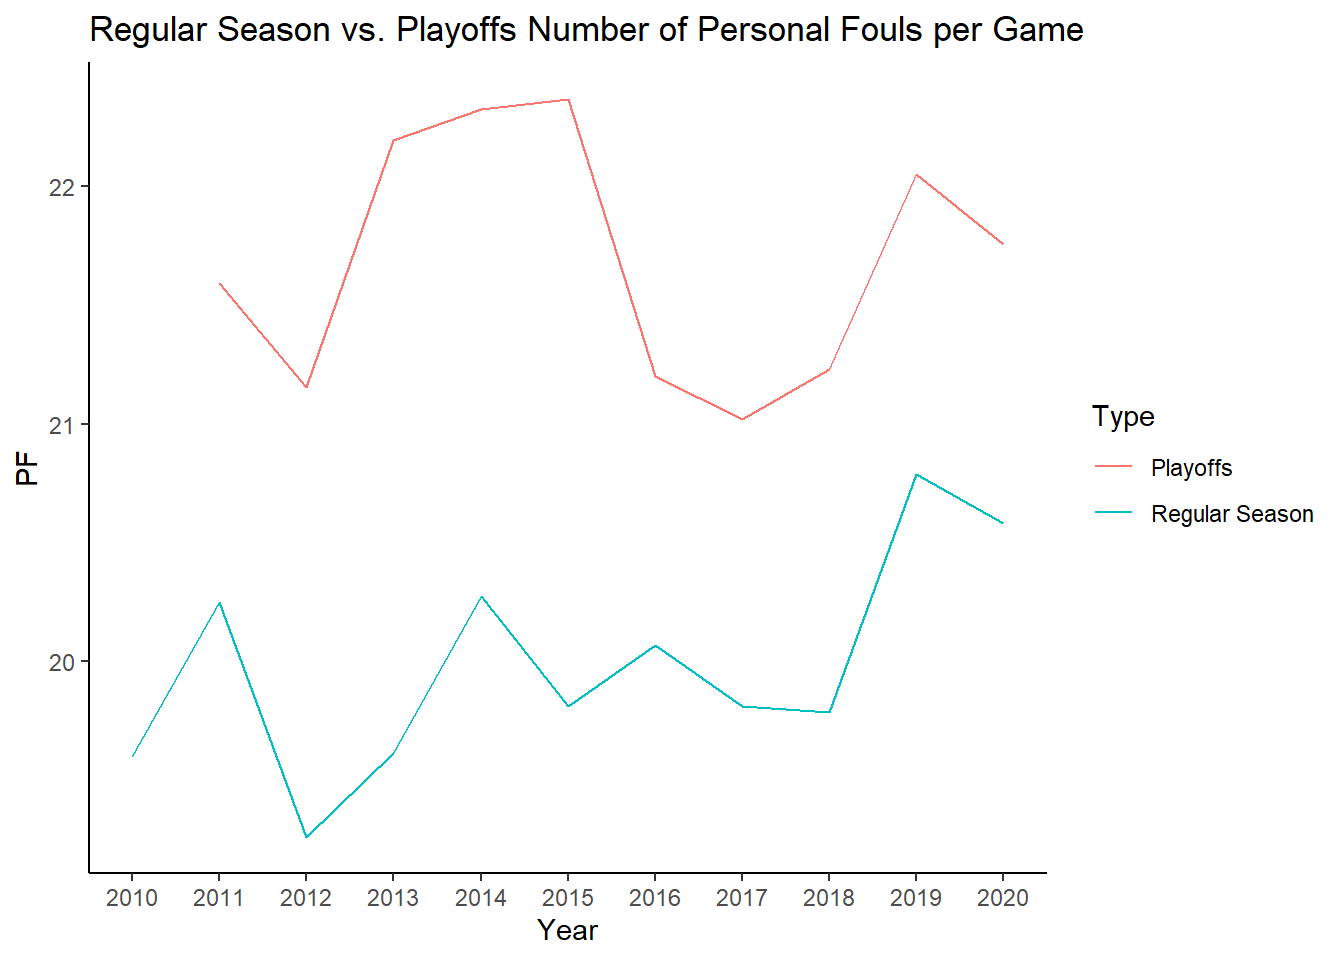 Regular Season vs. Playoffs Number of Personal Fouls per Game
22
21
20
PF
2010 2011 2012 2013 2014 2015 2016 2017 2018 2019 2020
Year
Type
Playoffs
Regular Season